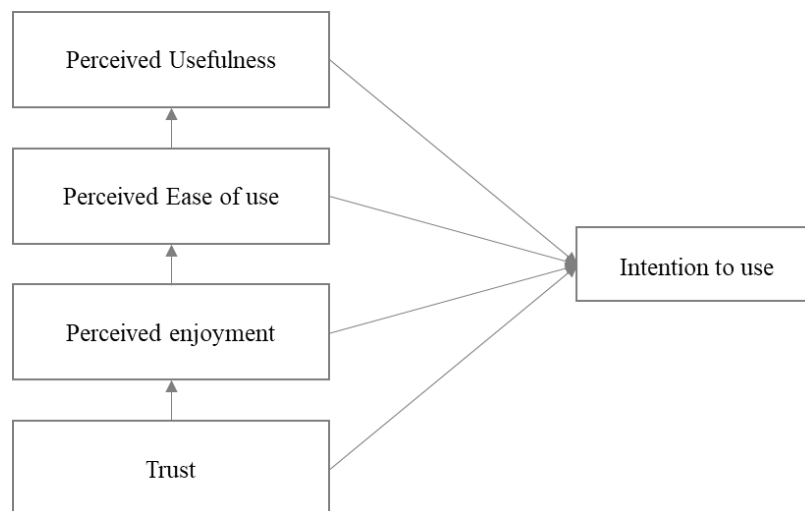 Perceived Usefulness
Perceived Ease of use
Intention to use
Perceived enjoyment
Trust